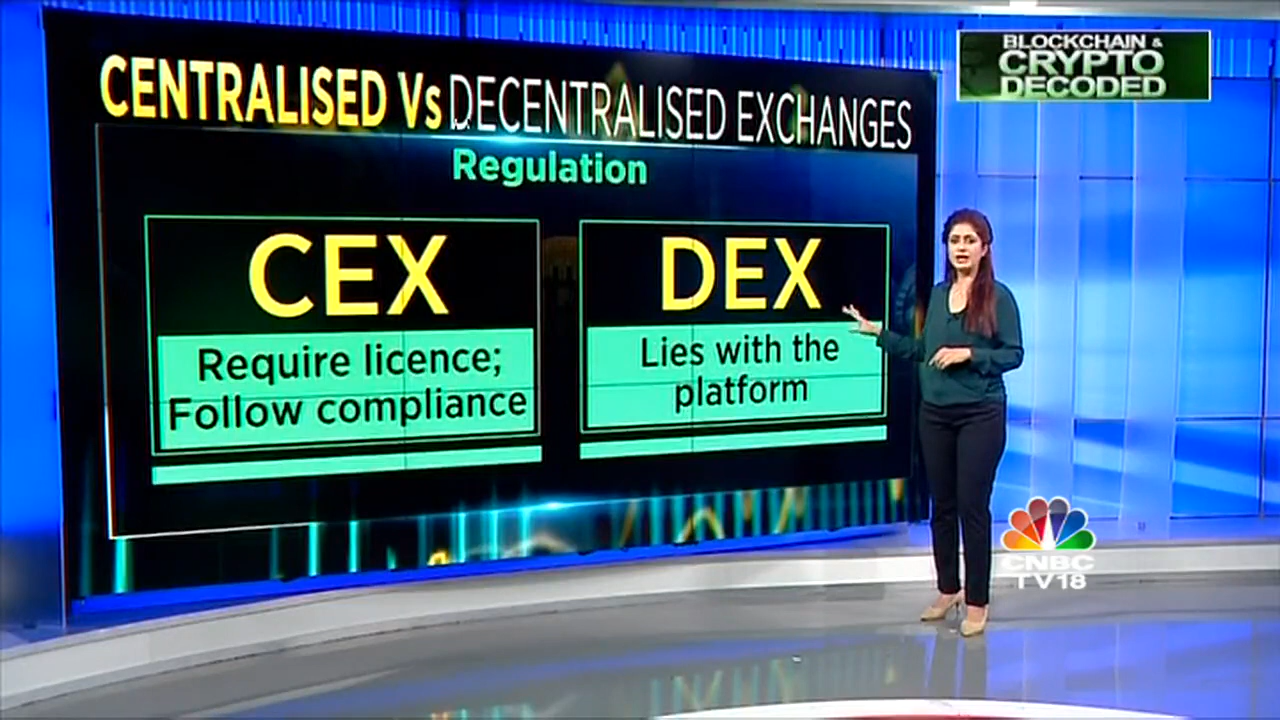 BLOCKCHAIN &
CRYPTO
DECODED
CENTRALISED Vs DECENTRALISED EXCHANGES
Regulation
CEX
Require licence;
Follow compliance
DEX
Lies with the
platform
CNBC
TV18